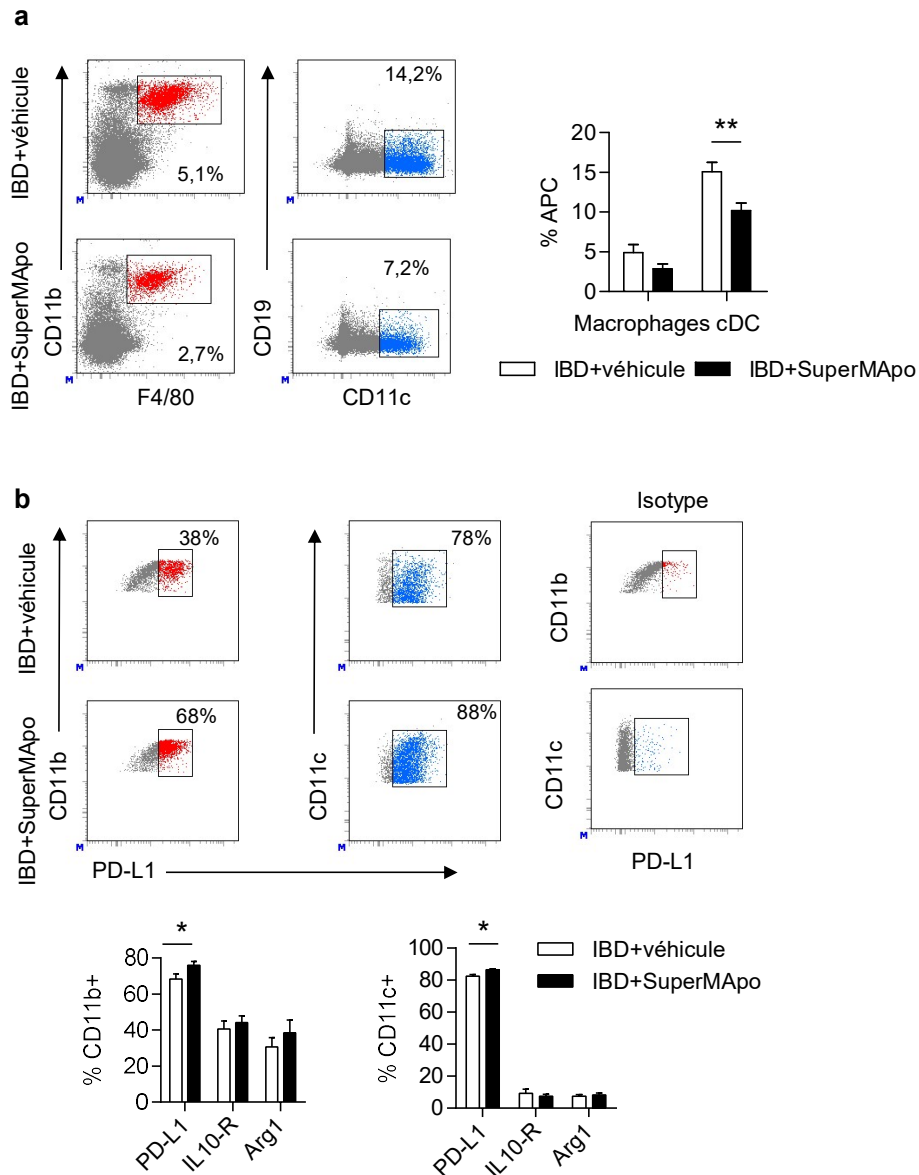 a
IBD+véhicule
5,1%
14,2%
IBD+SuperMApo
CD11b
2,7%
CD19
7,2%
F4/80
CD11c
M
M
M
M
% APC
20
15
10
5
0
**
Macrophages cDC
IBD+véhicule IBD+SuperMApo
b
Isotype
IBD+véhicule
38%
78%
CD11b
IBD+SuperMApo
CD11b
68%
CD11c
88%
CD11c
M
M
M
M
M
M
PD-L1
PD-L1
% CD11b+
80
60
40
20
0
*
PD-L1
IL10-R
Arg1
% CD11c+
100
80
60
40
20
0
*
PD-L1
IL10-R
Arg1
IBD+véhicule
IBD+SuperMApo